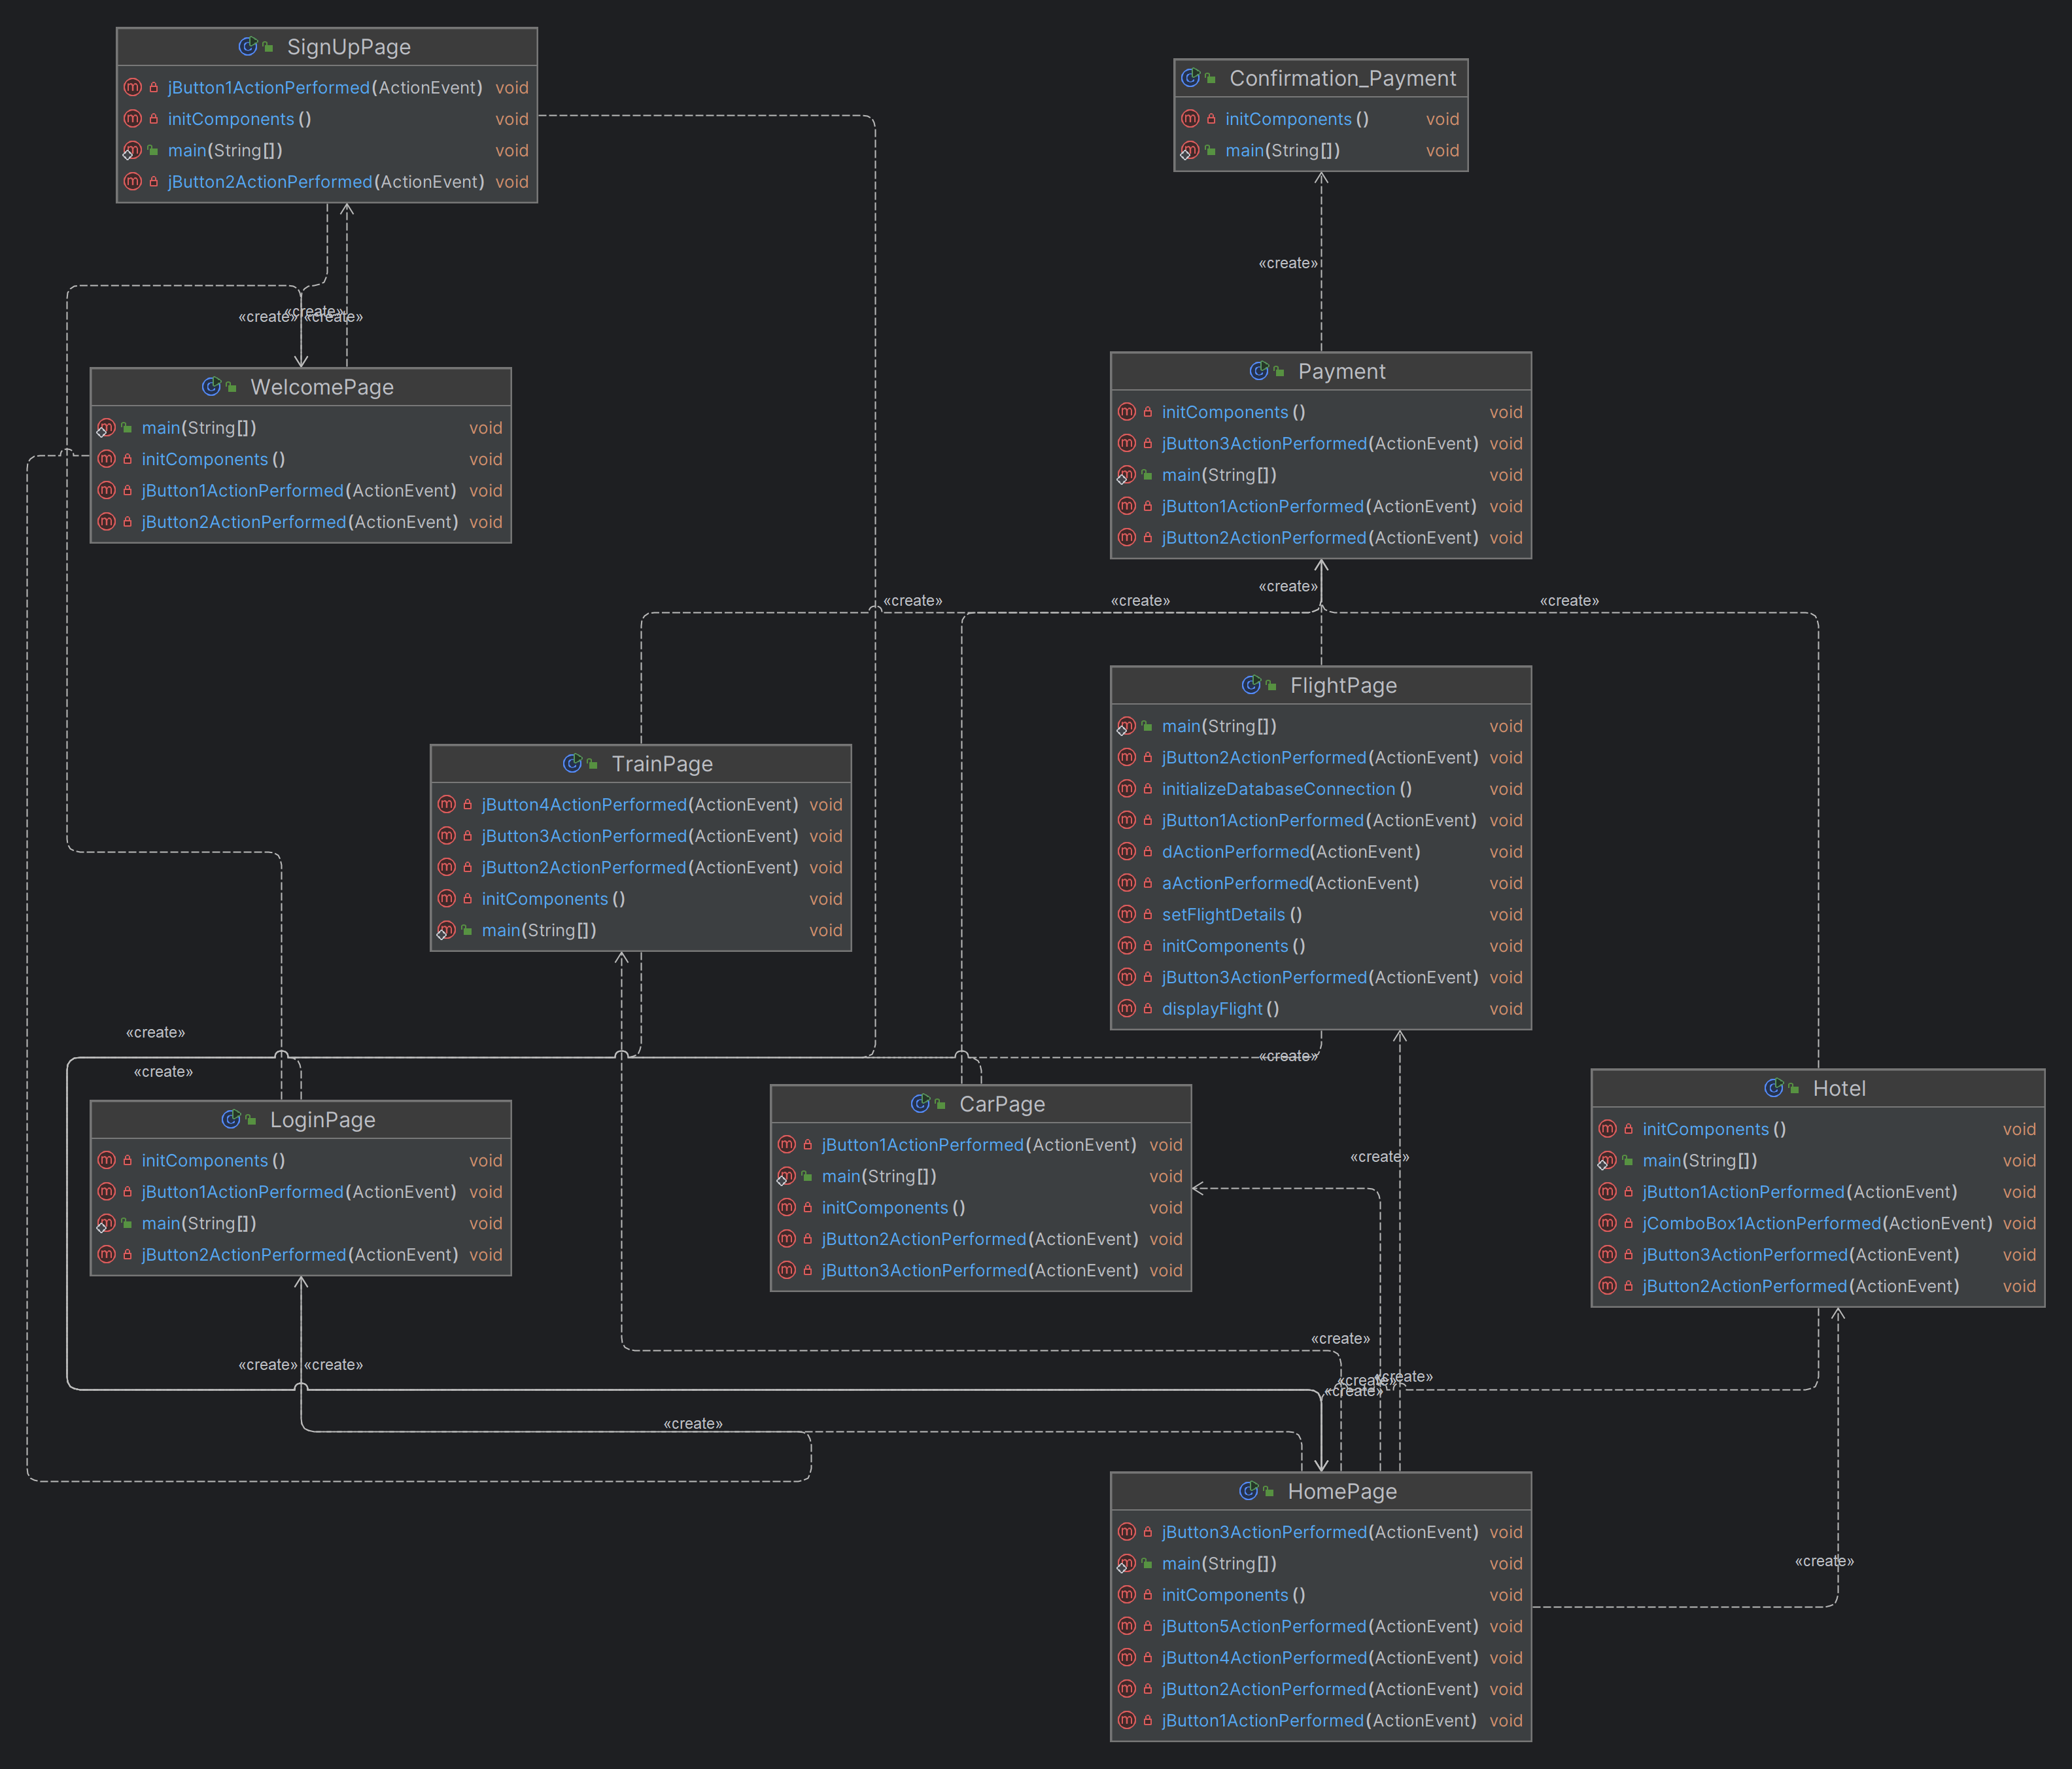 SignUpPage
jButton1ActionPerformed(ActionEvent) void
initComponents() void
main(String[]) void
jButton2ActionPerformed(ActionEvent) void
Confirmation_Payment
initComponents() void
main(String[]) void
«create»
«create»
«create»
«create»
WelcomePage
main(String[]) void
initComponents() void
jButton1ActionPerformed(ActionEvent) void
jButton2ActionPerformed(ActionEvent) void
Payment
initComponents() void
jButton3ActionPerformed(ActionEvent) void
main(String[]) void
jButton1ActionPerformed(ActionEvent) void
jButton2ActionPerformed(ActionEvent) void
«create»
«create»
«create»
«create»
FlightPage
main(String[]) void
jButton2ActionPerformed(ActionEvent) void
initializeDatabaseConnection() void
jButton1ActionPerformed(ActionEvent) void
dActionPerformed(ActionEvent) void
aActionPerformed(ActionEvent) void
setFlightDetails() void
initComponents() void
jButton3ActionPerformed(ActionEvent) void
displayFlight() void
TrainPage
jButton4ActionPerformed(ActionEvent) void
jButton3ActionPerformed(ActionEvent) void
jButton2ActionPerformed(ActionEvent) void
initComponents() void
main(String[]) void
«create»
«create»
«create»
LoginPage
initComponents() void
jButton1ActionPerformed(ActionEvent) void
main(String[]) void
jButton2ActionPerformed(ActionEvent) void
CarPage
jButton1ActionPerformed(ActionEvent) void
main(String[]) void
initComponents() void
jButton2ActionPerformed(ActionEvent) void
jButton3ActionPerformed(ActionEvent) void
«create»
Hotel
initComponents() void
main(String[]) void
jButton1ActionPerformed(ActionEvent) void
jComboBox1ActionPerformed(ActionEvent) void
jButton3ActionPerformed(ActionEvent) void
jButton2ActionPerformed(ActionEvent) void
«create»
«create»
«create»
«create»
«create»
«create»
«create»
HomePage
jButton3ActionPerformed(ActionEvent) void
main(String[]) void
initComponents() void
jButton5ActionPerformed(ActionEvent) void
jButton4ActionPerformed(ActionEvent) void
jButton2ActionPerformed(ActionEvent) void
jButton1ActionPerformed(ActionEvent) void
«create»